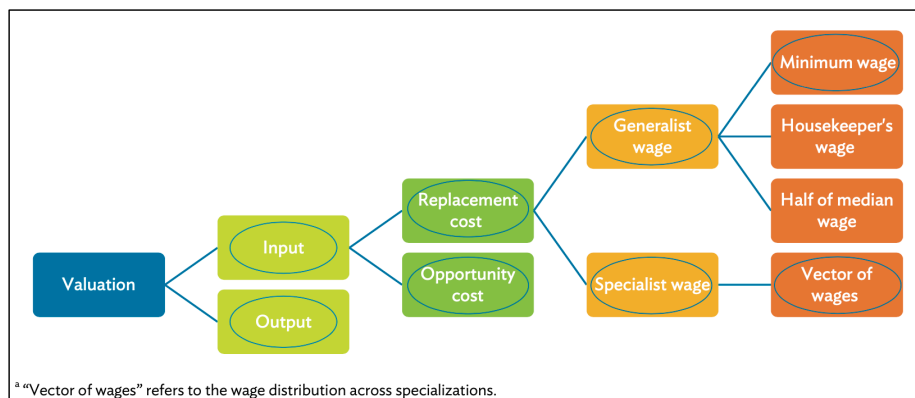 Valuation
Input
Output
Replacement
cost
Opportunity
cost
Generalist
wage
Specialist wage
Minimum wage
Housekeeper's
wage
Half of median
wage
Vector of
wages
a "Vector of wages" refers to the wage distribution across specializations.